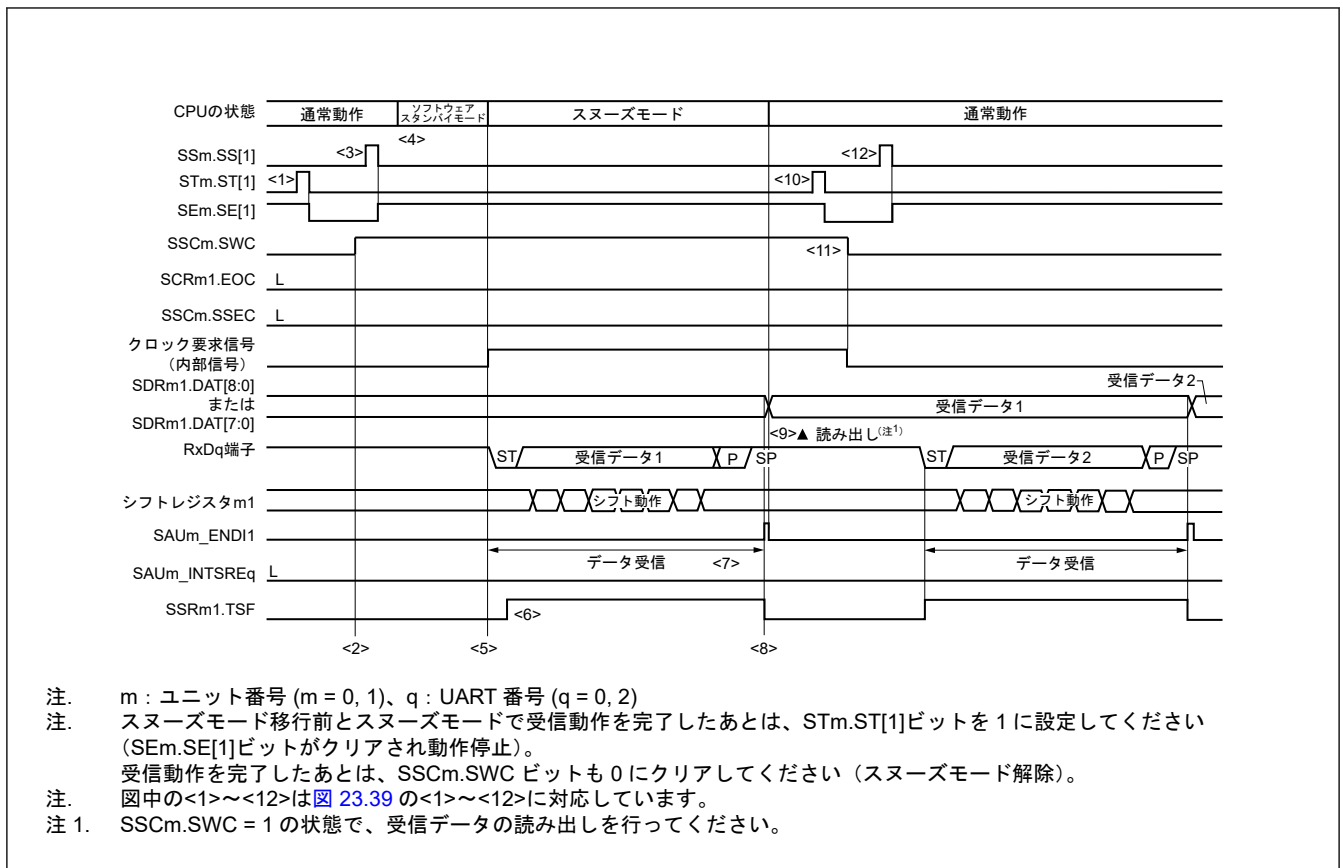 CPUの状態 通常動作 ソフトウェア スタンバイモード スヌーズモード 通常動作
<4>
SSm.SS[1] <3> <12>
STm.ST[1] <1> <10>
SEm.SE[1]
SSCm.SWC <11>
SCRm1.EOC L
SSCm.SSEC L
クロック要求信号
（内部信号）
SDRm1.DAT[8:0] 受信データ2
または 受信データ1
SDRm1.DAT[7:0]
<9>▲ 読み出し(注1)
RxDq端子 ST 受信データ1 P SP ST 受信データ2 P SP
シフトレジスタm1 シフト動作 シフト動作
SAUm_ENDI1
データ受信 <7> データ受信
SAUm_INTSREq L
SSRm1.TSF <6>
<2> <5> <8>
注. m：ユニット番号 (m = 0, 1)、q：UART 番号 (q = 0, 2)
注. スヌーズモード移行前とスヌーズモードで受信動作を完了したあとは、STm.ST[1]ビットを 1 に設定してください
（SEm.SE[1]ビットがクリアされ動作停止）。
受信動作を完了したあとは、SSCm.SWC ビットも 0 にクリアしてください（スヌーズモード解除）。
注. 図中の<1>～<12>は図 23.39 の<1>～<12>に対応しています。
注 1. SSCm.SWC = 1 の状態で、受信データの読み出しを行ってください。